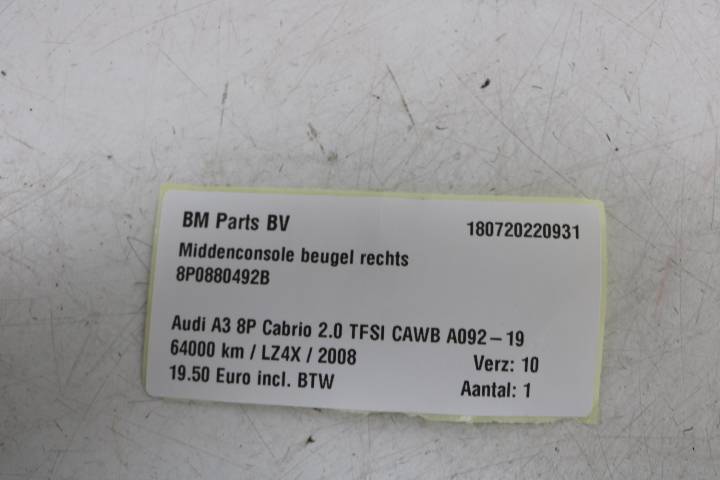 BM Parts BV 180720220931
Middenconsole beugel rechts
8P0880492B
Audi A3 8P Cabrio 2.0 TFSI CAWB A092-19
64000 km / LZ4X / 2008 Verz: 10
19.50 Euro incl. BTW Aantal: 1